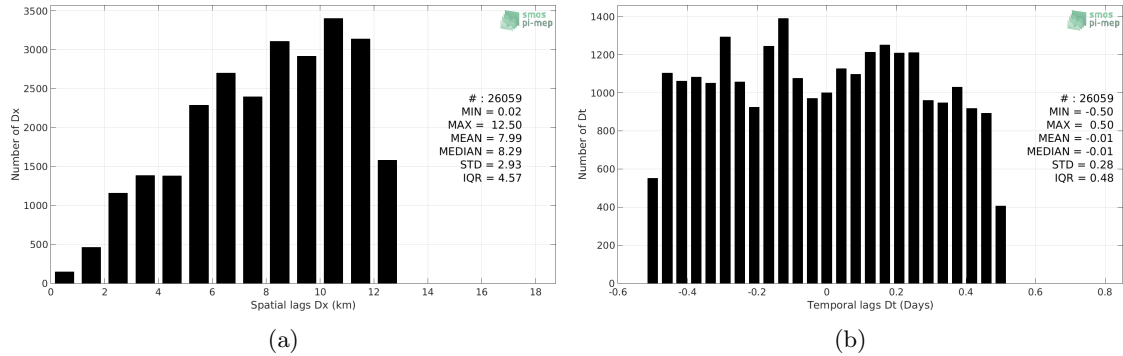 smos
pi-mep
3500
3000
2500
2000
1500
1000
500
0
Number of Dx
# : 26059
MIN = 0.02
MAX = 12.50
MEAN = 7.99
MEDIAN = 8.29
STD = 2.93
IQR = 4.57
0 2 4 6 8 10 12 14 16 18
Spatial lags Dx (km)
(a)
smos
pi-mep
1400
1200
1000
800
600
400
200
0
Number of Dt
# : 26059
MIN = -0.50
MAX = 0.50
MEAN = -0.01
MEDIAN = -0.01
STD = 0.28
IQR = 0.48
-0.6 -0.4 -0.2 0 0.2 0.4 0.6 0.8
Temporal lags Dt (Days)
(b)